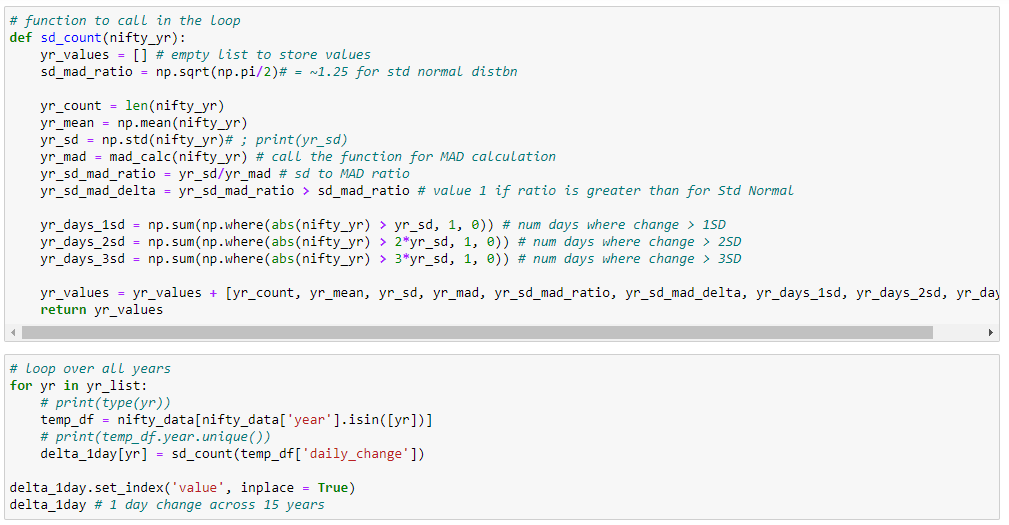 # function to call in the loop
def sd_count(nifty_yr):
    yr_values = [] # empty list to store values
    sd_mad_ratio = np.sqrt(np.pi/2)# = ~1.25 for std normal distbn

    yr_count = len(nifty_yr)
    yr_mean = np.mean(nifty_yr)
    yr_sd = np.std(nifty_yr)# ; print(yr_sd)
    yr_mad = mad_calc(nifty_yr) # call the function for MAD calculation
    yr_sd_mad_ratio = yr_sd/yr_mad # sd to MAD ratio
    yr_sd_mad_delta = yr_sd_mad_ratio > sd_mad_ratio # value 1 if ratio is greater than for Std Normal

    yr_days_1sd = np.sum(np.where(abs(nifty_yr) > yr_sd, 1, 0)) # num days where change > 1SD
    yr_days_2sd = np.sum(np.where(abs(nifty_yr) > 2*yr_sd, 1, 0)) # num days where change > 2SD
    yr_days_3sd = np.sum(np.where(abs(nifty_yr) > 3*yr_sd, 1, 0)) # num days where change > 3SD

    yr_values = yr_values + [yr_count, yr_mean, yr_sd, yr_mad, yr_sd_mad_ratio, yr_sd_mad_delta, yr_days_1sd, yr_days_2sd, yr_day
    return yr_values

# loop over all years
for yr in yr_list:
    # print(type(yr))
    temp_df = nifty_data[nifty_data['year'].isin([yr])]
    # print(temp_df.year.unique())
    delta_1day[yr] = sd_count(temp_df['daily_change'])

delta_1day.set_index('value', inplace = True)
delta_1day # 1 day change across 15 years